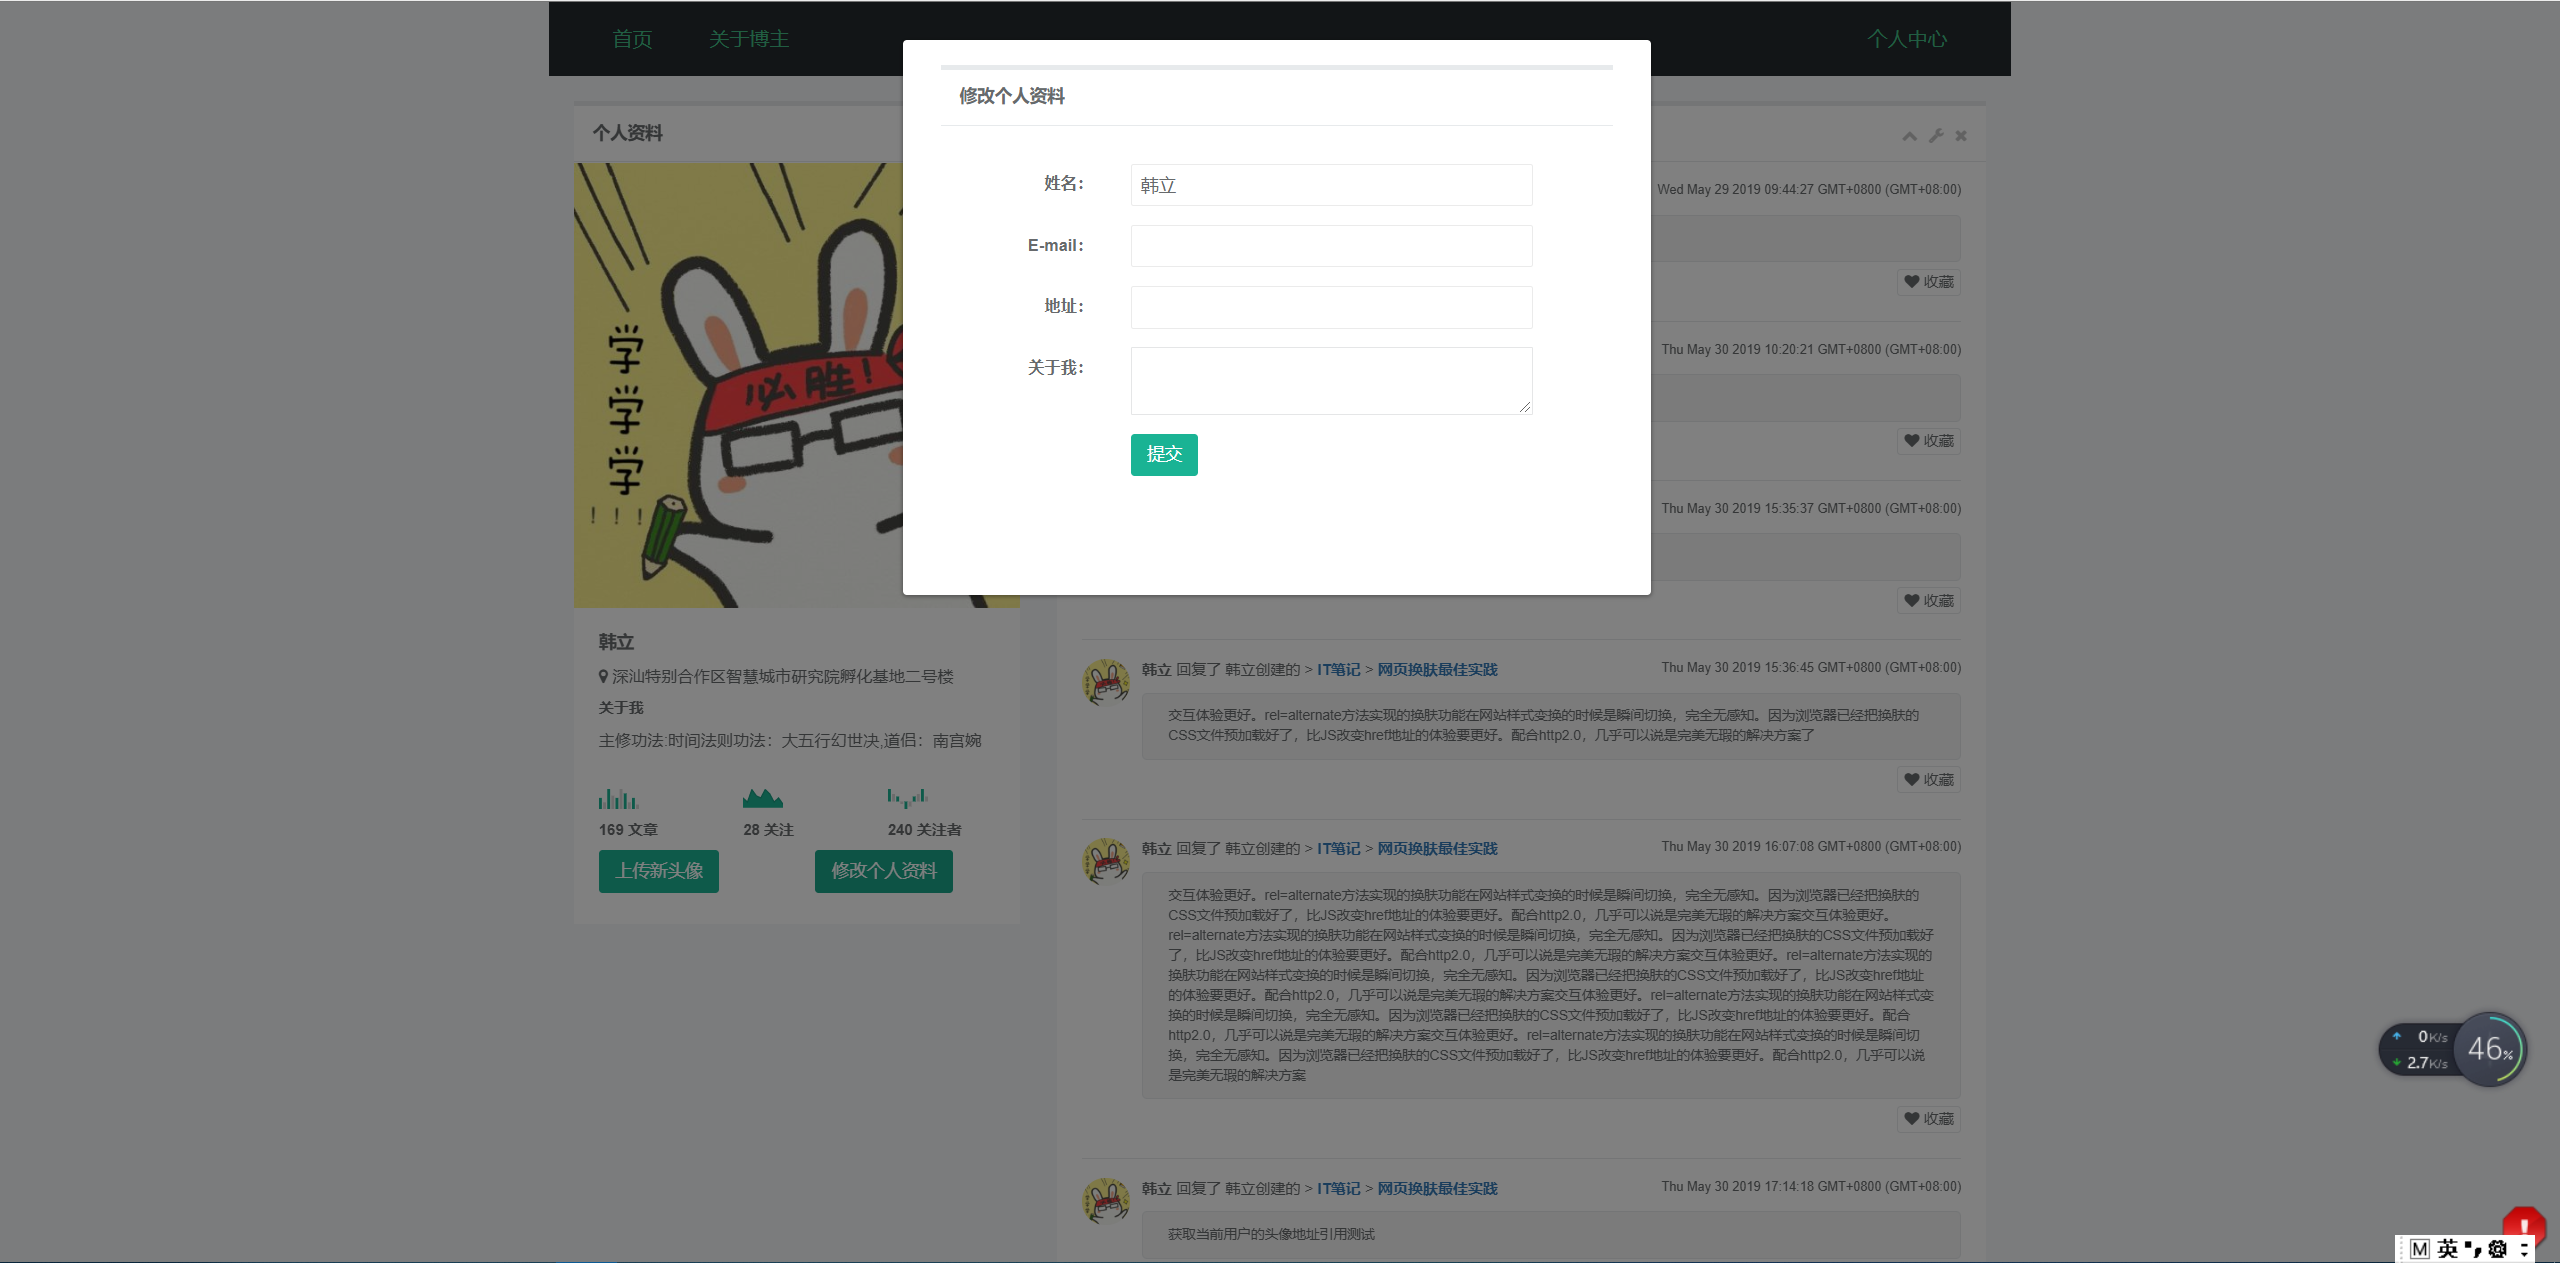 首页
关于博主
个人中心
修改个人资料
姓名：
韩立
E-mail：
地址：
关于我：
提交
个人资料
必胜！
学
学
学
！！！
韩立
深汕特别合作区智慧城市研究院孵化基地二号楼
关于我
主修功法:时间法则功法：大五行幻世决,道侣：南宫婉
169 文章
28 关注
240 关注者
上传新头像
修改个人资料
Wed May 29 2019 09:44:27 GMT+0800 (GMT+08:00)
收藏
Thu May 30 2019 10:20:21 GMT+0800 (GMT+08:00)
收藏
Thu May 30 2019 15:35:37 GMT+0800 (GMT+08:00)
收藏
韩立 回复了 韩立创建的 > IT笔记 > 网页换肤最佳实践
Thu May 30 2019 15:36:45 GMT+0800 (GMT+08:00)
交互体验更好。rel=alternate方法实现的换肤功能在网站样式变换的时候是瞬间切换，完全无感知。因为浏览器已经把换肤的
CSS文件预加载好了，比JS改变href地址的体验要更好。配合http2.0，几乎可以说是完美无瑕的解决方案了
收藏
韩立 回复了 韩立创建的 > IT笔记 > 网页换肤最佳实践
Thu May 30 2019 16:07:08 GMT+0800 (GMT+08:00)
交互体验更好。rel=alternate方法实现的换肤功能在网站样式变换的时候是瞬间切换，完全无感知。因为浏览器已经把换肤的
CSS文件预加载好了，比JS改变href地址的体验要更好。配合http2.0，几乎可以说是完美无瑕的解决方案交互体验更好。
rel=alternate方法实现的换肤功能在网站样式变换的时候是瞬间切换，完全无感知。因为浏览器已经把换肤的CSS文件预加载好
了，比JS改变href地址的体验要更好。配合http2.0，几乎可以说是完美无瑕的解决方案交互体验更好。rel=alternate方法实现的
换肤功能在网站样式变换的时候是瞬间切换，完全无感知。因为浏览器已经把换肤的CSS文件预加载好了，比JS改变href地址
的体验要更好。配合http2.0，几乎可以说是完美无瑕的解决方案交互体验更好。rel=alternate方法实现的换肤功能在网站样式变
换的时候是瞬间切换，完全无感知。因为浏览器已经把换肤的CSS文件预加载好了，比JS改变href地址的体验要更好。配合
http2.0，几乎可以说是完美无瑕的解决方案交互体验更好。rel=alternate方法实现的换肤功能在网站样式变换的时候是瞬间切
换，完全无感知。因为浏览器已经把换肤的CSS文件预加载好了，比JS改变href地址的体验要更好。配合http2.0，几乎可以说
是完美无瑕的解决方案
收藏
韩立 回复了 韩立创建的 > IT笔记 > 网页换肤最佳实践
Thu May 30 2019 17:14:18 GMT+0800 (GMT+08:00)
获取当前用户的头像地址引用测试
0K/s
2.7K/s
46%
M 英